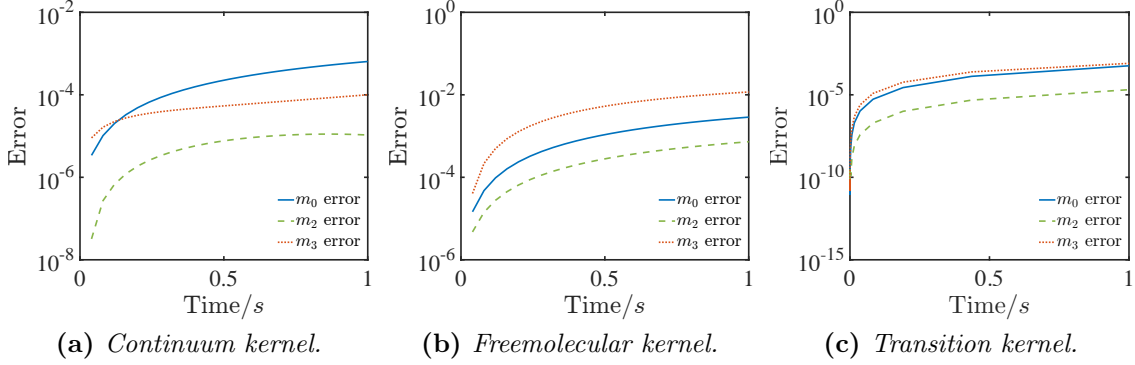 10^-2
10^-4
10^-6
10^-8
Error
0
0.5
1
Time/s
m_0 error
m_2 error
m_3 error
(a) Continuum kernel.
10^0
10^-2
10^-4
10^-6
Error
0
0.5
1
Time/s
m_0 error
m_2 error
m_3 error
(b) Freemolecular kernel.
10^0
10^-5
10^-10
10^-15
Error
0
0.5
1
Time/s
m_0 error
m_2 error
m_3 error
(c) Transition kernel.